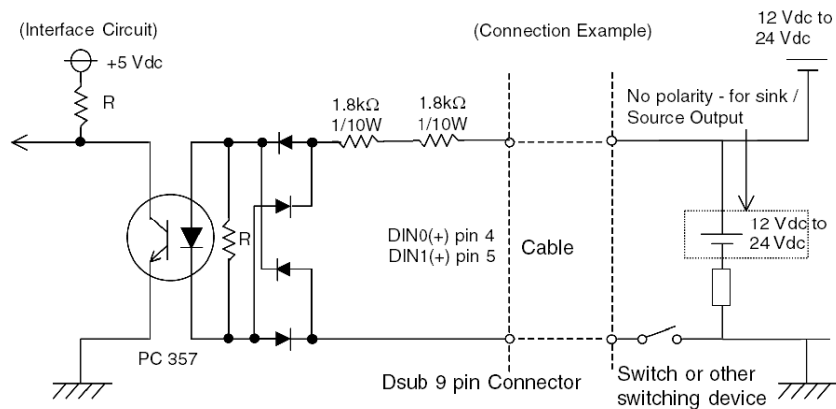 (Interface Circuit)
+5 Vdc
R
(Connection Example)
12 Vdc to
24 Vdc
1.8kΩ
1/10W
1.8kΩ
1/10W
No polarity - for sink /
Source Output
R
DIN0(+) pin 4
DIN1(+) pin 5
Cable
12 Vdc to
24 Vdc
PC 357
Dsub 9 pin Connector
Switch or other
switching device